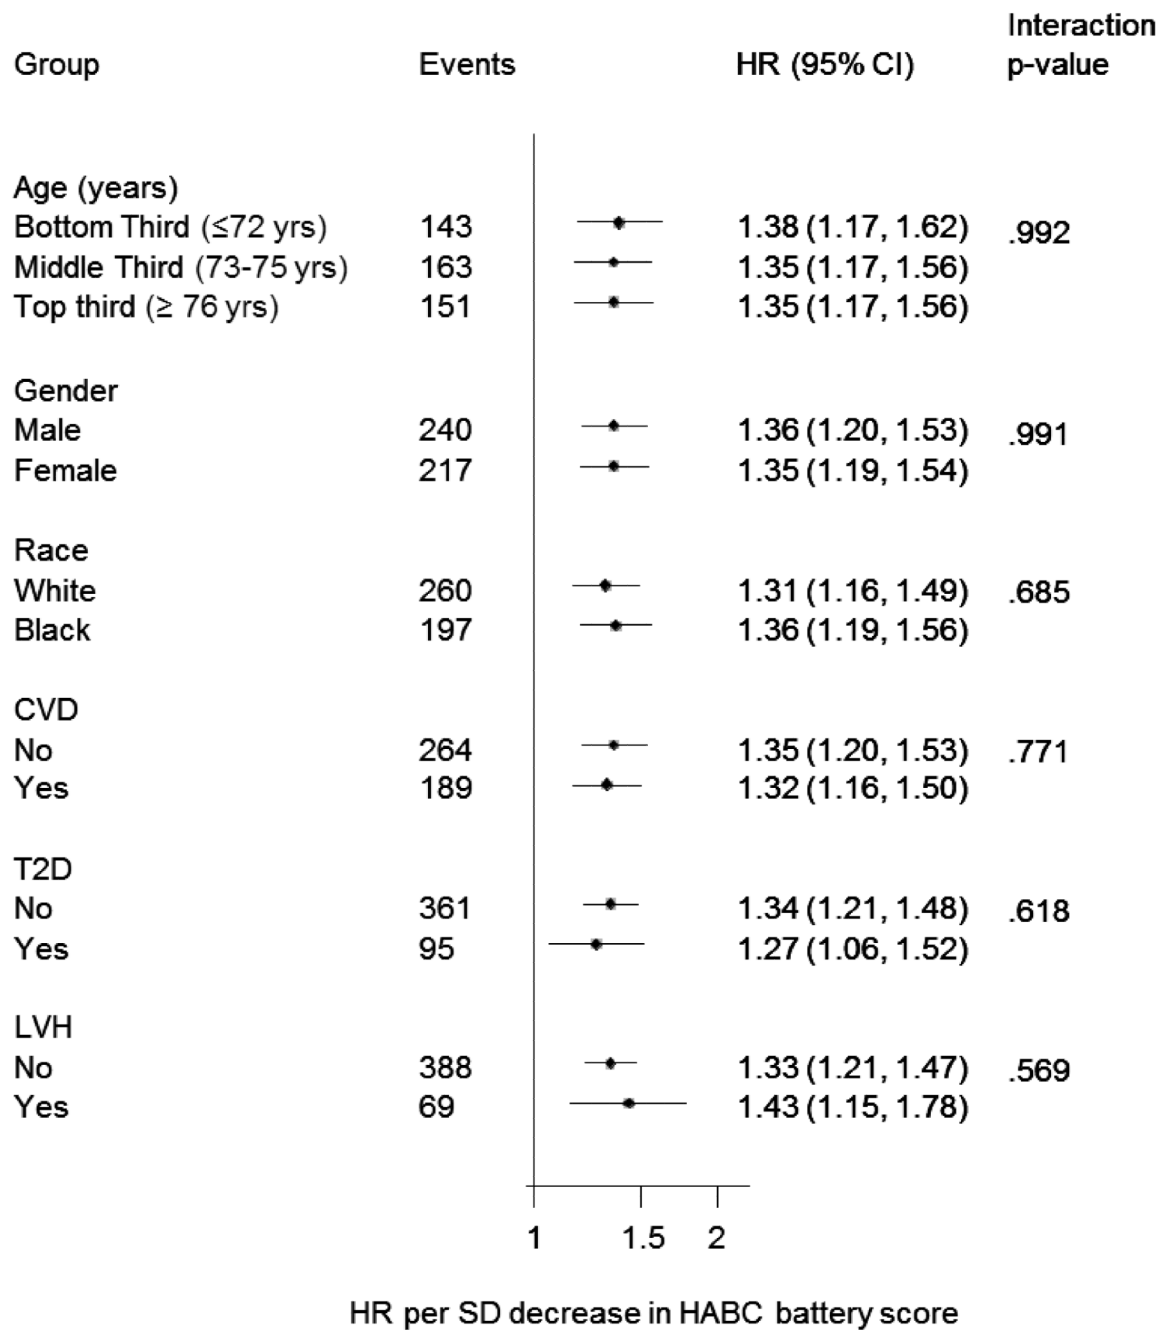 Group Events HR (95% CI) Interaction p-value
Age (years)
Bottom Third (≤72 yrs) 143 1.38 (1.17, 1.62) .992
Middle Third (73-75 yrs) 163 1.35 (1.17, 1.56)
Top third (≥ 76 yrs) 151 1.35 (1.17, 1.56)
Gender
Male 240 1.36 (1.20, 1.53) .991
Female 217 1.35 (1.19, 1.54)
Race
White 260 1.31 (1.16, 1.49) .685
Black 197 1.36 (1.19, 1.56)
CVD
No 264 1.35 (1.20, 1.53) .771
Yes 189 1.32 (1.16, 1.50)
T2D
No 361 1.34 (1.21, 1.48) .618
Yes 95 1.27 (1.06, 1.52)
LVH
No 388 1.33 (1.21, 1.47) .569
Yes 69 1.43 (1.15, 1.78)
1 1.5 2
HR per SD decrease in HABC battery score